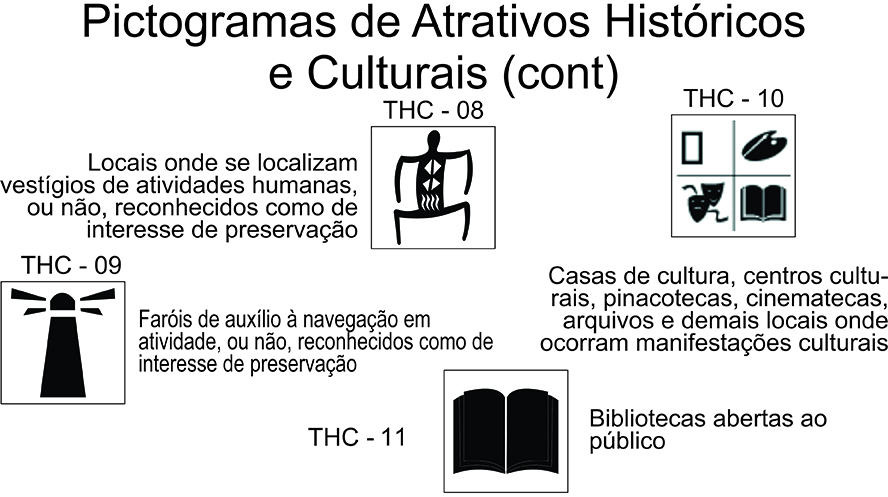 Pictogramas de Atrativos Históricos
e Culturais (cont)
THC - 08
Locais onde se localizam
vestígios de atividades humanas,
ou não, reconhecidos como de
interesse de preservação
THC - 10
Casas de cultura, centros cultu-
rais, pinacotecas, cinematecas,
arquivos e demais locais onde
ocorram manifestações culturais
THC - 09
Faróis de auxílio à navegação em
atividade, ou não, reconhecidos como de
interesse de preservação
THC - 11
Bibliotecas abertas ao
público